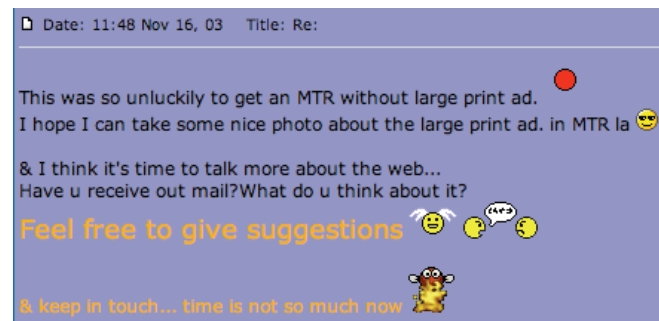 Date: 11:48 Nov 16, 03 Title: Re:
This was so unluckily to get an MTR without large print ad.
I hope I can take some nice photo about the large print ad. in MTR la
& I think it's time to talk more about the web...
Have u receive out mail?What do u think about it?
Feel free to give suggestions
& keep in touch... time is not so much now